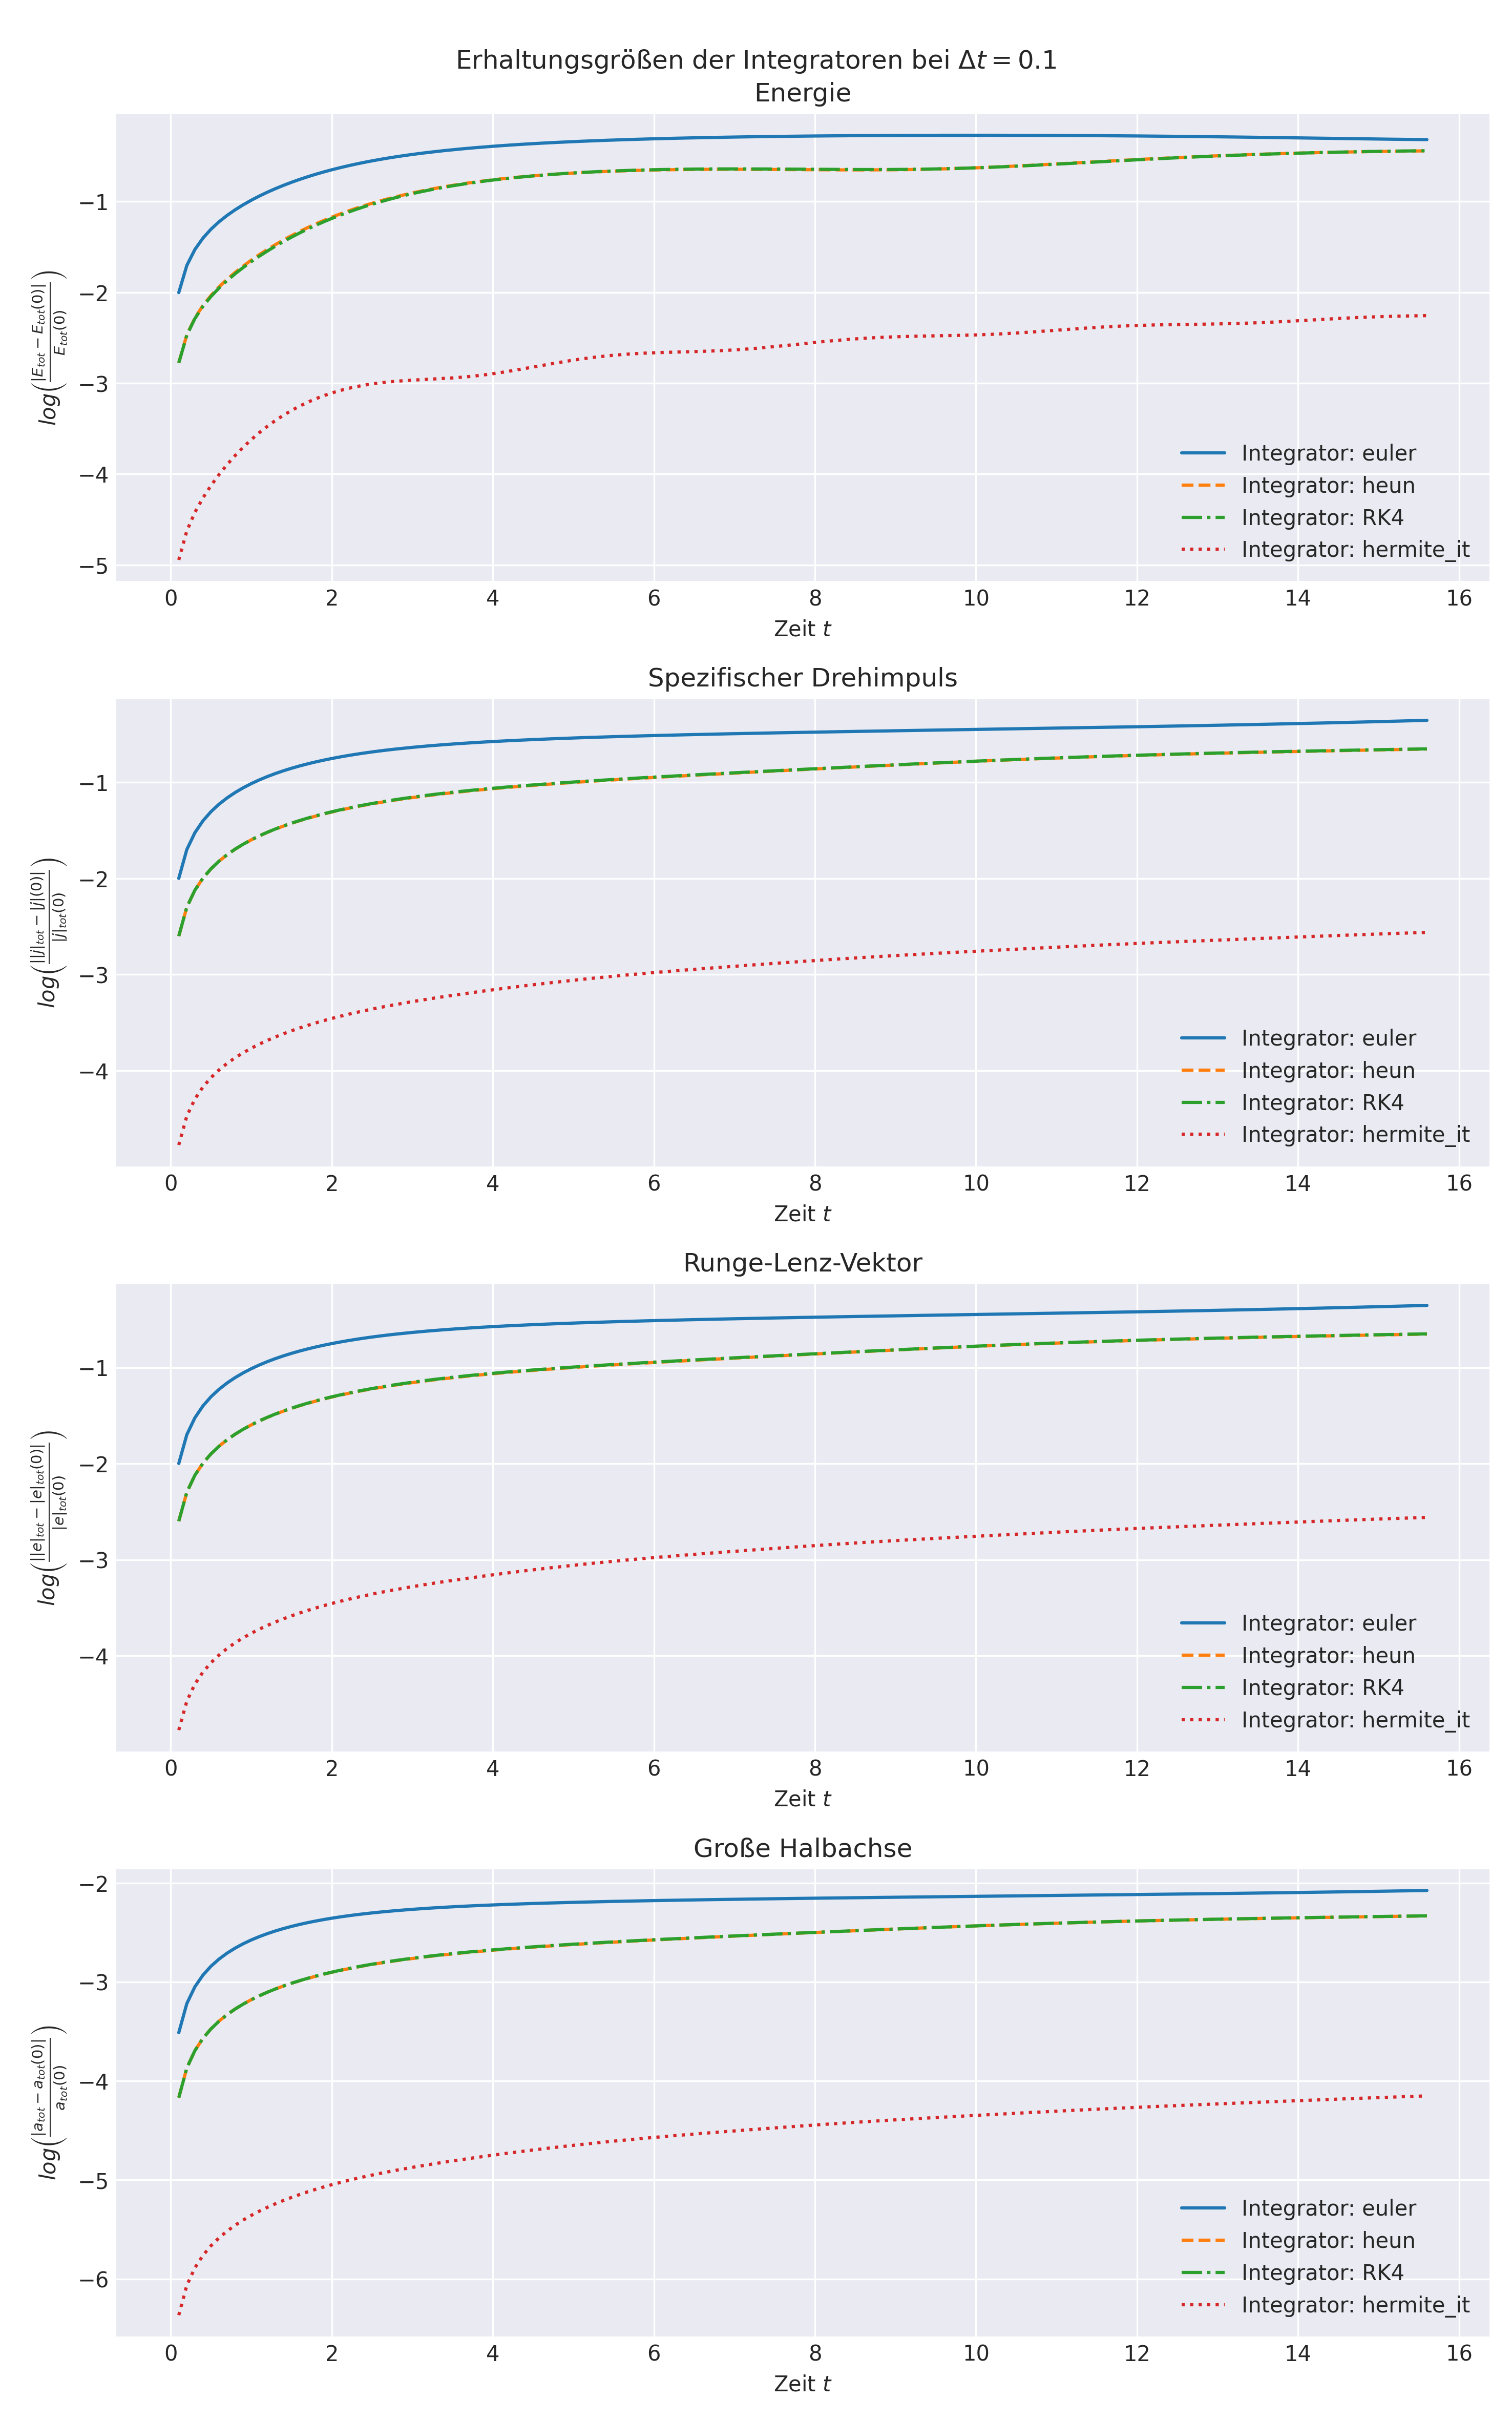 Erhaltungsgrößen der Integratoren bei Δt = 0.1
Energie
log(|E_tot − E_tot(0)| / E_tot(0))
−1
−2
−3
−4
−5
Integrator: euler
Integrator: heun
Integrator: RK4
Integrator: hermite_it
0 2 4 6 8 10 12 14 16
Zeit t
Spezifischer Drehimpuls
log(||j|_tot − |j|(0)| / |j|_tot(0))
−1
−2
−3
−4
Integrator: euler
Integrator: heun
Integrator: RK4
Integrator: hermite_it
0 2 4 6 8 10 12 14 16
Zeit t
Runge-Lenz-Vektor
log(||e|_tot − |e|_tot(0)| / |e|_tot(0))
−1
−2
−3
−4
Integrator: euler
Integrator: heun
Integrator: RK4
Integrator: hermite_it
0 2 4 6 8 10 12 14 16
Zeit t
Große Halbachse
log(|a_tot − a_tot(0)| / a_tot(0))
−2
−3
−4
−5
−6
Integrator: euler
Integrator: heun
Integrator: RK4
Integrator: hermite_it
0 2 4 6 8 10 12 14 16
Zeit t